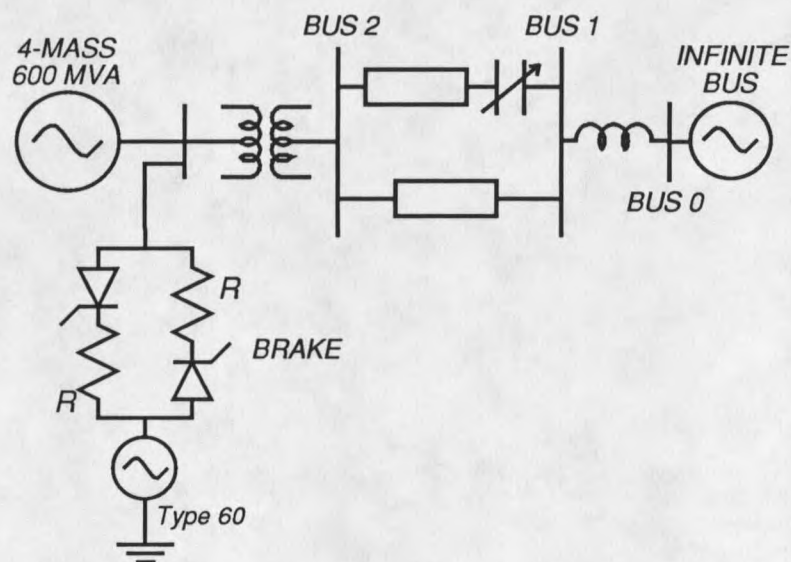 4-MASS
600 MVA
BUS 2
BUS 1
INFINITE
BUS
BUS 0
R
BRAKE
R
Type 60